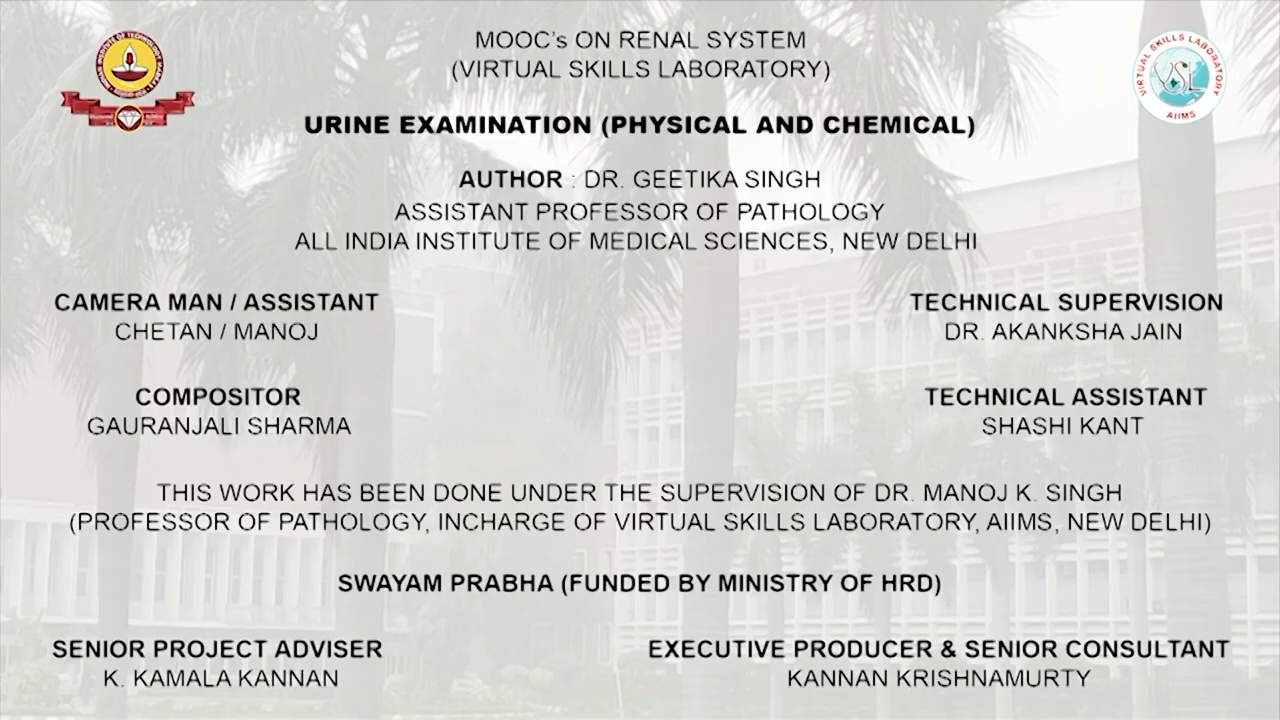 MOOC's ON RENAL SYSTEM
(VIRTUAL SKILLS LABORATORY)
VIRTUAL SKILLS LABORATORY
VSL
AIIMS
URINE EXAMINATION (PHYSICAL AND CHEMICAL)
AUTHOR : DR. GEETIKA SINGH
ASSISTANT PROFESSOR OF PATHOLOGY
ALL INDIA INSTITUTE OF MEDICAL SCIENCES, NEW DELHI
CAMERA MAN / ASSISTANT
CHETAN / MANOJ
TECHNICAL SUPERVISION
DR. AKANKSHA JAIN
COMPOSITOR
GAURANJALI SHARMA
TECHNICAL ASSISTANT
SHASHI KANT
THIS WORK HAS BEEN DONE UNDER THE SUPERVISION OF DR. MANOJ K. SINGH
(PROFESSOR OF PATHOLOGY, INCHARGE OF VIRTUAL SKILLS LABORATORY, AIIMS, NEW DELHI)
SWAYAM PRABHA (FUNDED BY MINISTRY OF HRD)
SENIOR PROJECT ADVISER
K. KAMALA KANNAN
EXECUTIVE PRODUCER & SENIOR CONSULTANT
KANNAN KRISHNAMURTY